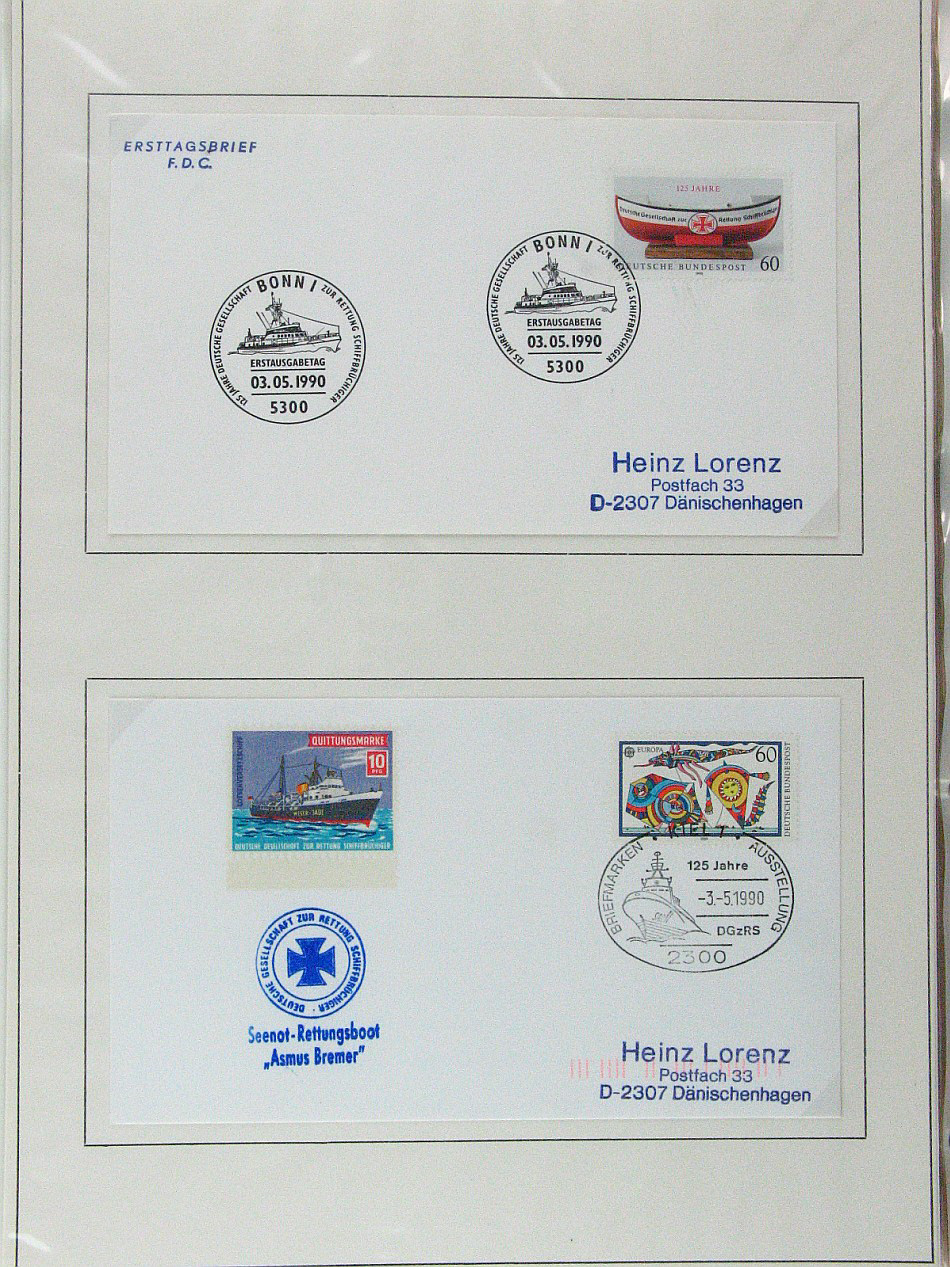 ERSTTAGSBRIEF
F.D.C.
125 JAHRE
Deutsche Gesellschaft zur Rettung Schiffbrüchiger
DEUTSCHE BUNDESPOST 60
BONN 1
125 JAHRE DEUTSCHE GESELLSCHAFT ZUR RETTUNG SCHIFFBRÜCHIGER
ERSTAUSGABETAG
03.05.1990
5300
BONN 1
125 JAHRE DEUTSCHE GESELLSCHAFT ZUR RETTUNG SCHIFFBRÜCHIGER
ERSTAUSGABETAG
03.05.1990
5300
Heinz Lorenz
Postfach 33
D-2307 Dänischenhagen
QUITTUNGSMARKE
10
PFG
WESER JADE
DEUTSCHE GESELLSCHAFT ZUR RETTUNG SCHIFFBRÜCHIGER
EUROPA
60
DEUTSCHE BUNDESPOST
KIEL 1
BRIEFMARKEN AUSSTELLUNG
125 Jahre
-3.-5.1990
DGzRS
2300
DEUTSCHE GESELLSCHAFT ZUR RETTUNG SCHIFFBRÜCHIGER
Seenot-Rettungsboot
„Asmus Bremer"
Heinz Lorenz
Postfach 33
D-2307 Dänischenhagen